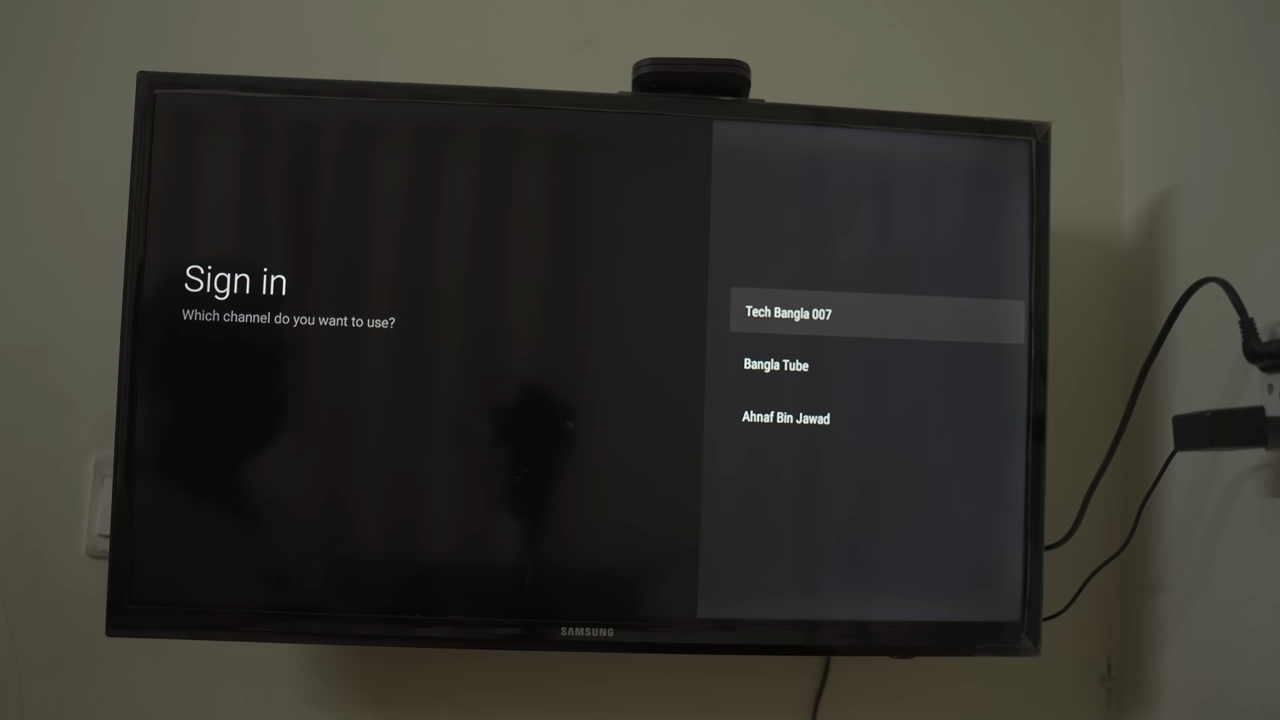 Sign in
Which channel do you want to use?
Tech Bangla 007
Bangla Tube
Ahnaf Bin Jawad
SAMSUNG